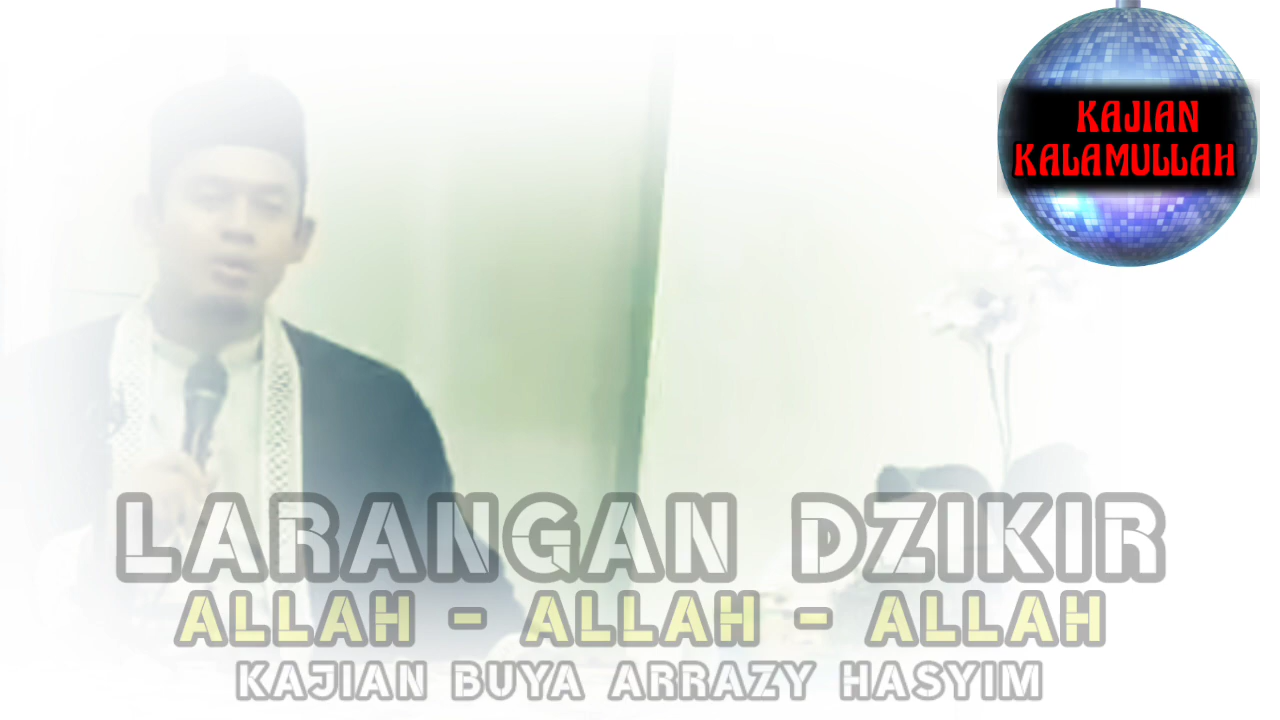 KAJIAN
KALAMULLAH
LARANGAN DZIKIR
ALLAH - ALLAH - ALLAH
KAJIAN BUYA ARRAZY HASYIM